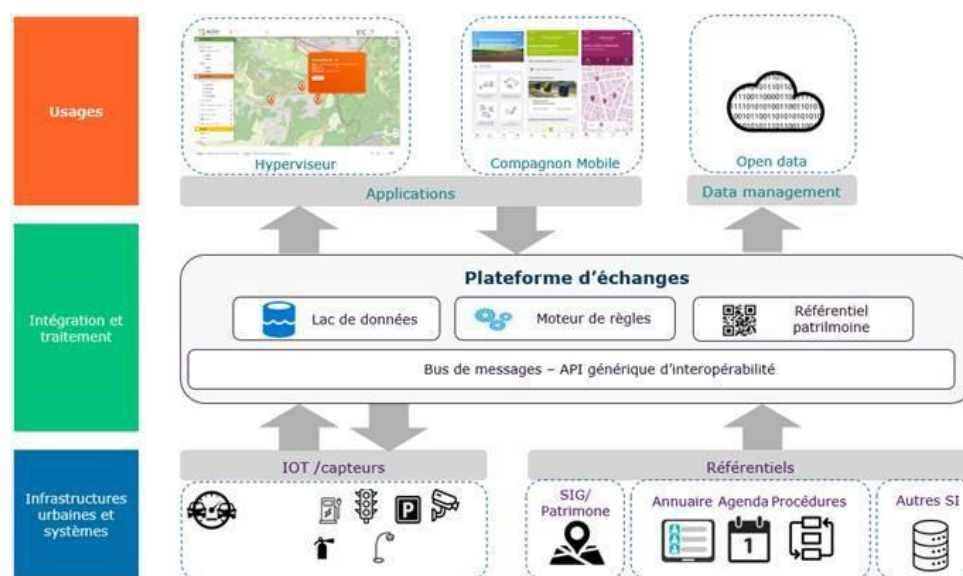 Usages
Hyperviseur
Compagnon Mobile
Open data
Applications
Data management
Intégration et
traitement
Plateforme d'échanges
Lac de données
Moteur de règles
Référentiel
patrilmoine
Bus de messages – API générique d'interopérabilité
Infrastructures
urbaines et
systèmes
IOT /capteurs
Référentiels
P
SIG/
Patrimone
Annuaire Agenda Procédures
1
Autres SI